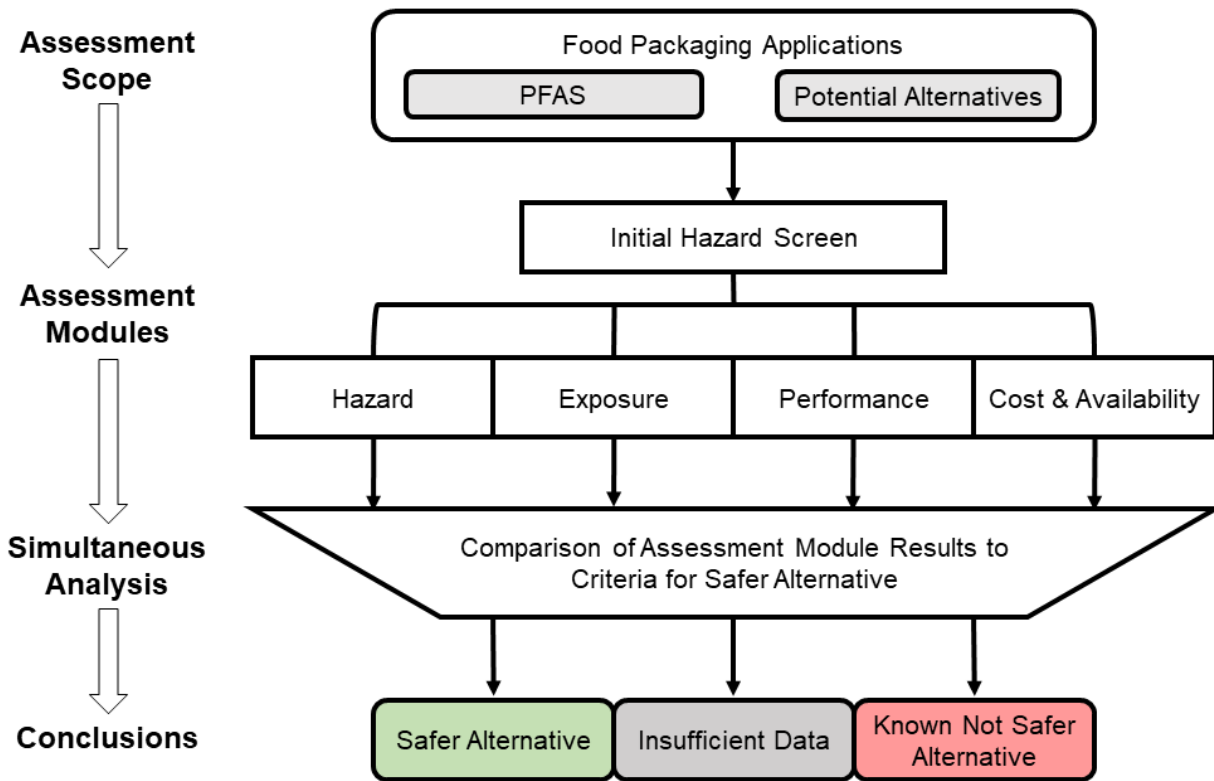 Assessment
Scope
Food Packaging Applications
PFAS
Potential Alternatives
Initial Hazard Screen
Assessment
Modules
Hazard
Exposure
Performance
Cost & Availability
Simultaneous
Analysis
Comparison of Assessment Module Results to
Criteria for Safer Alternative
Conclusions
Safer Alternative
Insufficient Data
Known Not Safer
Alternative